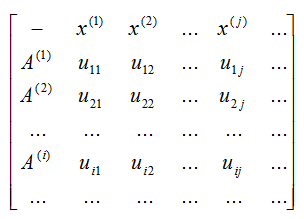 – x^(1) x^(2) ... x^(j) ...
A^(1) u_11 u_12 ... u_1j ...
A^(2) u_21 u_22 ... u_2j ...
... ... ... ... ... ...
A^(i) u_i1 u_i2 ... u_ij ...
... ... ... ... ... ...